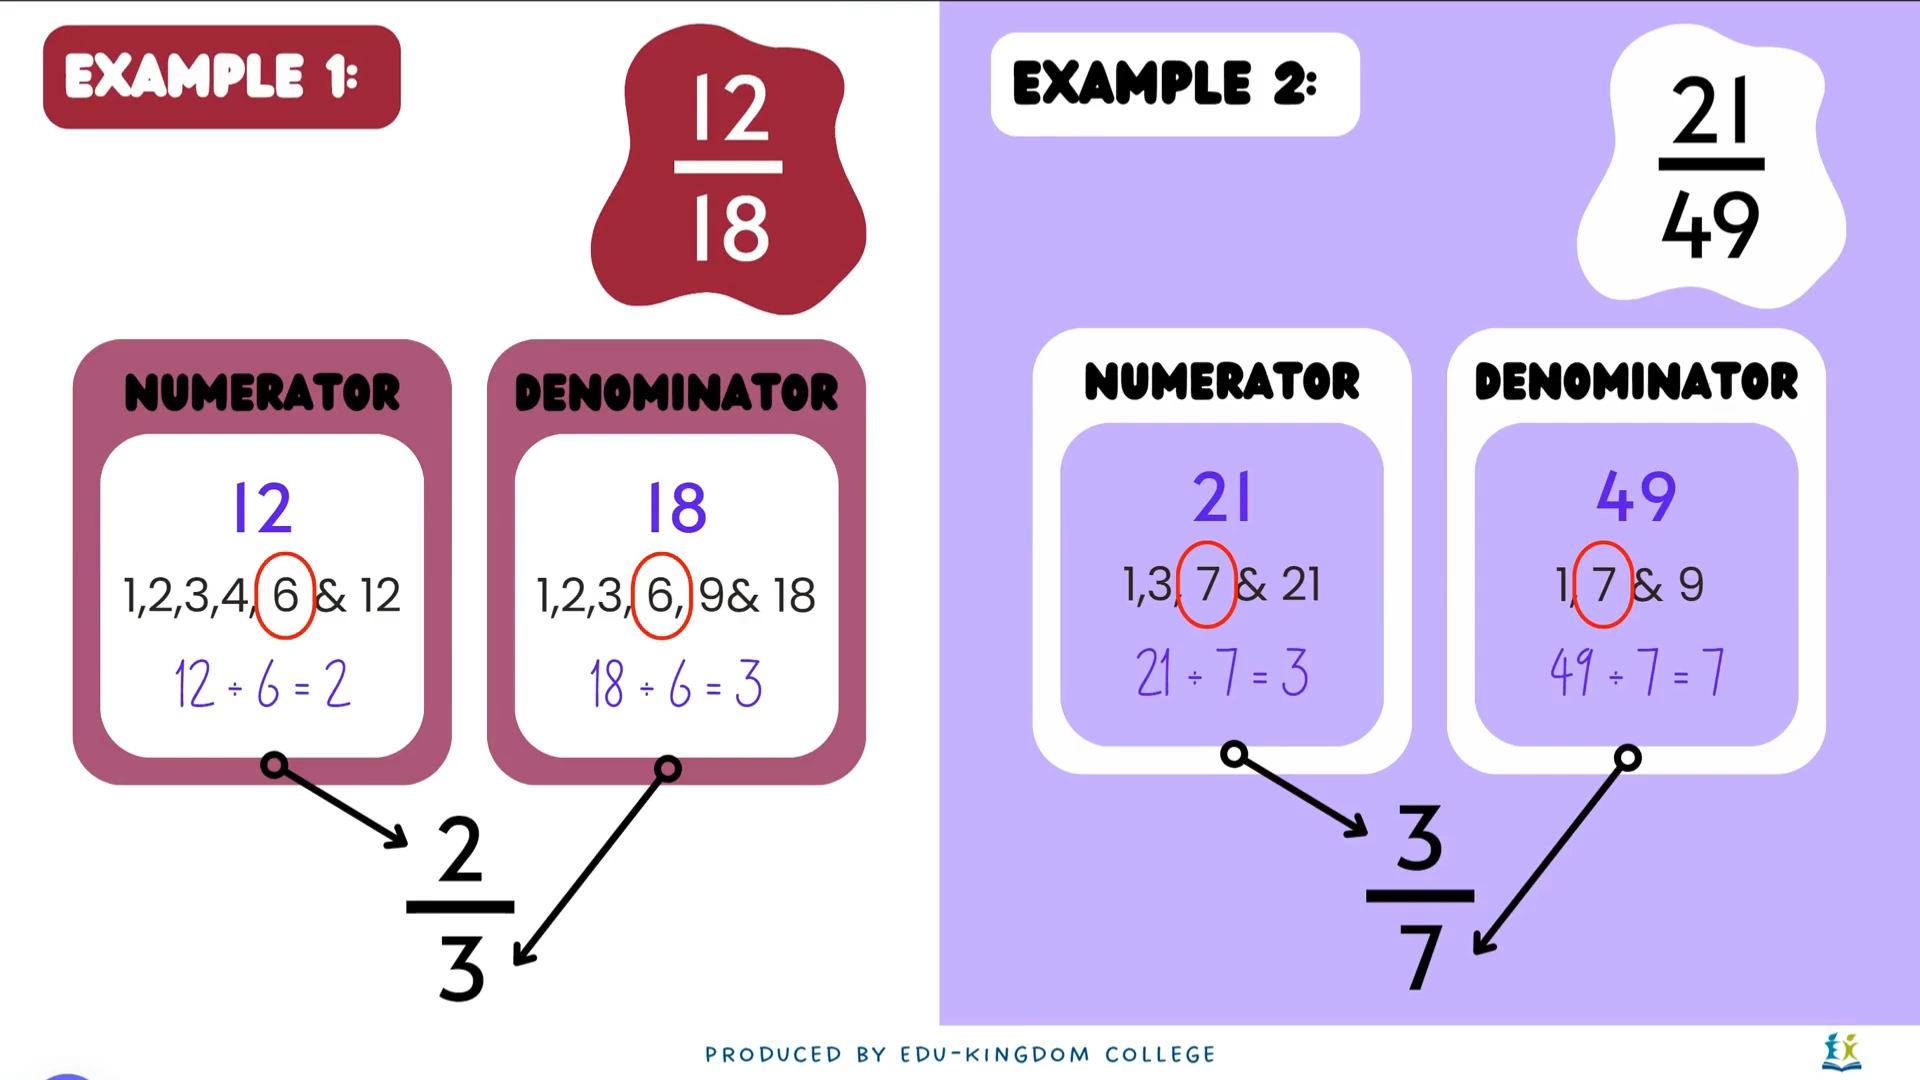 EXAMPLE 1:
12
18
NUMERATOR
12
1,2,3,4, 6 & 12
12 ÷ 6 = 2
DENOMINATOR
18
1,2,3, 6, 9& 18
18 ÷ 6 = 3
2
3
EXAMPLE 2:
21
49
NUMERATOR
21
1,3, 7 & 21
21 ÷ 7 = 3
DENOMINATOR
49
1, 7 & 9
49 ÷ 7 = 7
3
7
PRODUCED BY EDU-KINGDOM COLLEGE